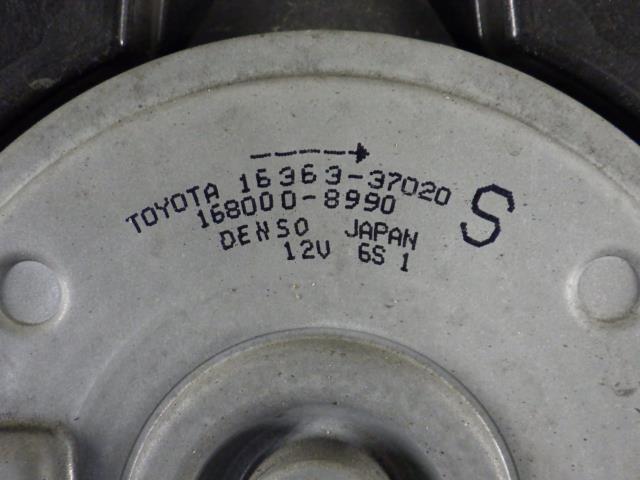 TOYOTA 16363-37020
168000-8990
DENSO JAPAN
12V 6S 1
S